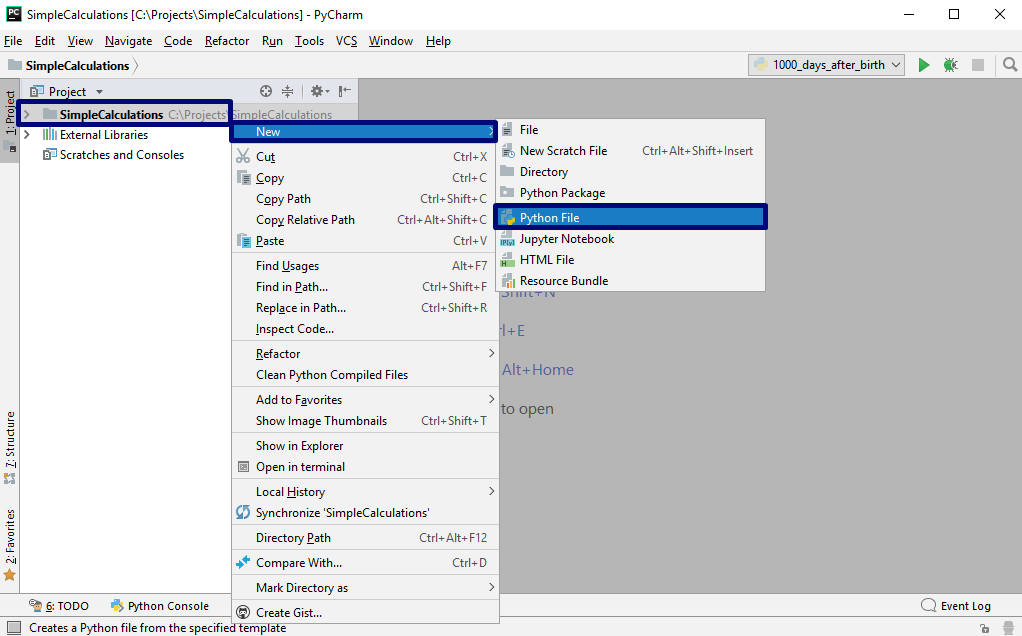 PC SimpleCalculations [C:\Projects\SimpleCalculations] - PyCharm
File Edit View Navigate Code Refactor Run Tools VCS Window Help
SimpleCalculations
1000_days_after_birth
1: Project
Project
SimpleCalculations C:\Projects\SimpleCalculations
External Libraries
Scratches and Consoles
New
Cut Ctrl+X
Copy Ctrl+C
Copy Path Ctrl+Shift+C
Copy Relative Path Ctrl+Alt+Shift+C
Paste Ctrl+V
Find Usages Alt+F7
Find in Path... Ctrl+Shift+F
Replace in Path... Ctrl+Shift+R
Inspect Code...
Refactor
Clean Python Compiled Files
Add to Favorites
Show Image Thumbnails Ctrl+Shift+T
Show in Explorer
Open in terminal
Local History
Synchronize 'SimpleCalculations'
Directory Path Ctrl+Alt+F12
Compare With... Ctrl+D
Mark Directory as
Create Gist...
File
New Scratch File Ctrl+Alt+Shift+Insert
Directory
Python Package
Python File
Jupyter Notebook
HTML File
Resource Bundle
Shift+N
rl+E
Alt+Home
to open
7: Structure
2: Favorites
6: TODO
Python Console
Event Log
Creates a Python file from the specified template